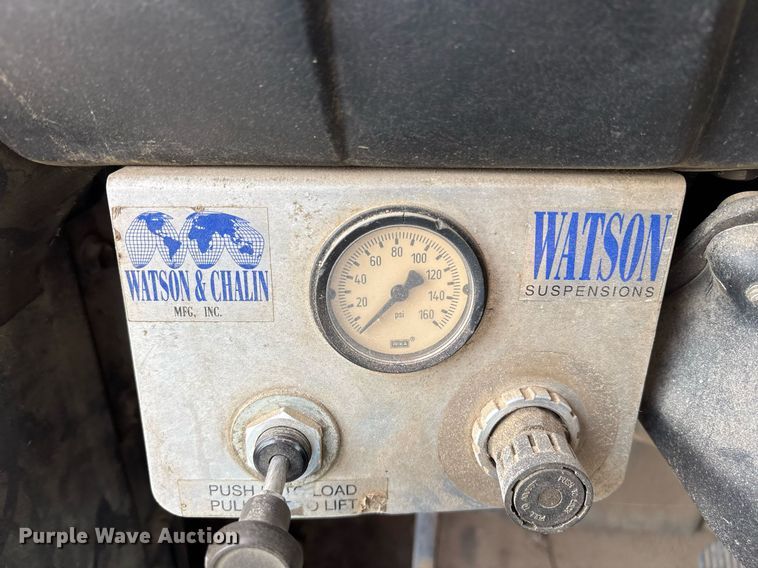 WATSON & CHALIN
MFG, INC.
WATSON
SUSPENSIONS
0 20 40 60 80 100 120 140 160
psi
PUSH LOAD
PULL LIFT
Purple Wave Auction